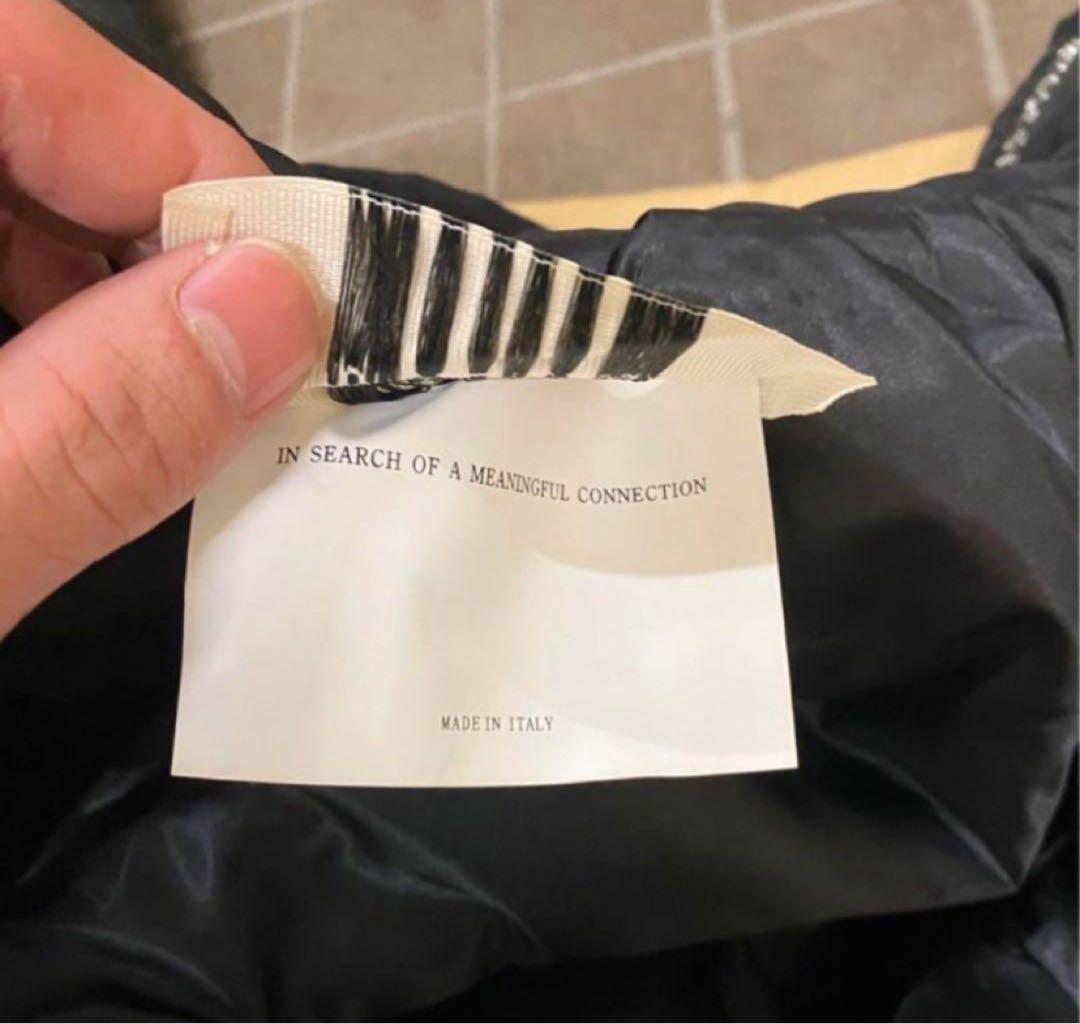 IN SEARCH OF A MEANINGFUL CONNECTION
MADE IN ITALY